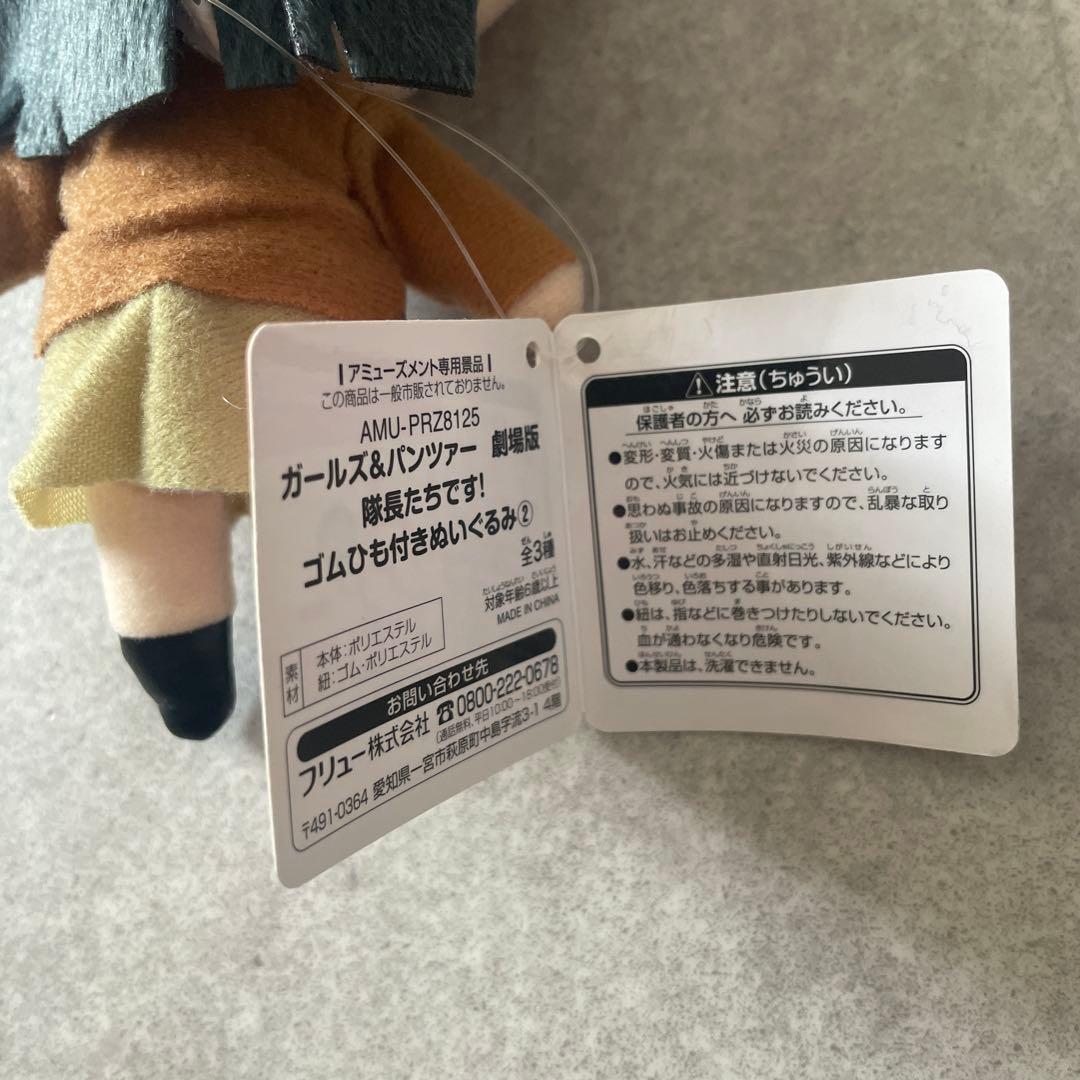 アミューズメント専用景品
この商品は一般市販されておりません。
AMU-PRZ8125
ガールズ&パンツァー 劇場版
隊長たちです!
ゴムひも付きぬいぐるみ②
全3種
対象年齢6歳以上
MADE IN CHINA
素材
本体:ポリエステル
紐:ゴム・ポリエステル
お問い合わせ先
フリュー株式会社 ☎0800-222-0678
(通話無料、平日10:00~18:00受付)
〒491-0364 愛知県一宮市萩原町中島字流3-1 4階
⚠注意(ちゅうい)
保護者の方へ 必ずお読みください。
●変形・変質・火傷または火災の原因になります
ので、火気には近づけないでください。
●思わぬ事故の原因になりますので、乱暴な取り
扱いはお止めください。
●水、汗などの多湿や直射日光、紫外線などにより
色移り、色落ちする事があります。
●紐は、指などに巻きつけたりしないでください。
血が通わなくなり危険です。
●本製品は、洗濯できません。